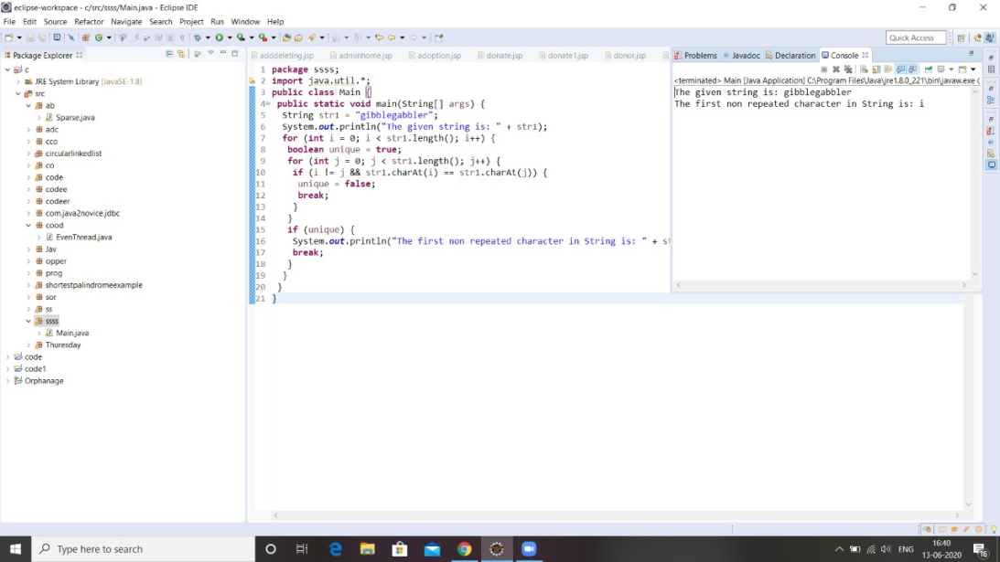 eclipse-workspace - c/src/ssss/Main.java - Eclipse IDE
File Edit Source Refactor Navigate Search Project Run Window Help
Quick Access
Package Explorer
c
JRE System Library [JavaSE-1.8]
src
ab
Sparse.java
adc
cco
circularlinkedlist
co
code
codee
codeer
com.java2novice.jdbc
cood
EvenThread.java
Jav
opper
prog
shortestpalindromeexample
sor
ss
ssss
Main.java
Thuresday
code
code1
Orphanage
adddeleting.jsp adminhome.jsp adoption.jsp donate.jsp donate1.jsp donor.jsp
1 package ssss;
2 import java.util.*;
3 public class Main {
4 public static void main(String[] args) {
5 String str1 = "gibblegabbler";
6 System.out.println("The given string is: " + str1);
7 for (int i = 0; i < str1.length(); i++) {
8 boolean unique = true;
9 for (int j = 0; j < str1.length(); j++) {
10 if (i != j && str1.charAt(i) == str1.charAt(j)) {
11 unique = false;
12 break;
13 }
14 }
15 if (unique) {
16 System.out.println("The first non repeated character in String is: " + st
17 break;
18 }
19 }
20 }
21 }
Problems Javadoc Declaration Console
<terminated> Main [Java Application] C:\Program Files\Java\jre1.8.0_221\bin\javaw.exe (
The given string is: gibblegabbler
The first non repeated character in String is: i
Type here to search
ENG
16:40
13-06-2020
16